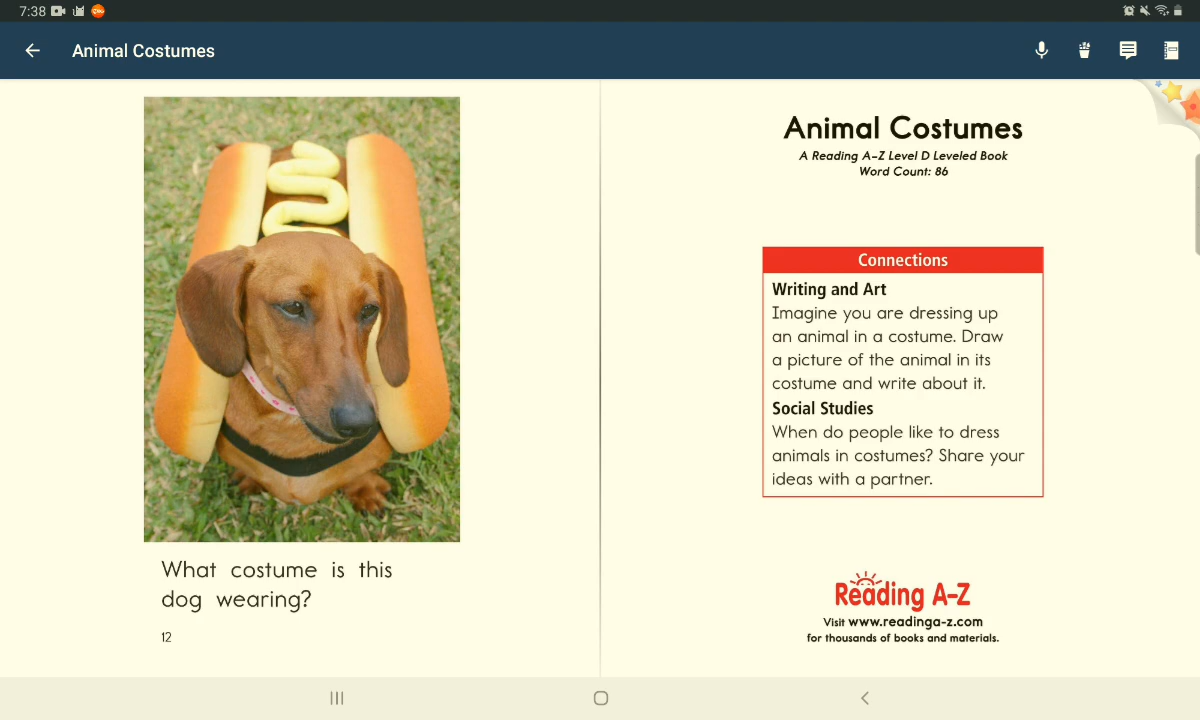 7:38
Animal Costumes
What costume is this
dog wearing?
12
Animal Costumes
A Reading A–Z Level D Leveled Book
Word Count: 86
Connections
Writing and Art
Imagine you are dressing up
an animal in a costume. Draw
a picture of the animal in its
costume and write about it.
Social Studies
When do people like to dress
animals in costumes? Share your
ideas with a partner.
Reading A–Z
Visit www.readinga-z.com
for thousands of books and materials.